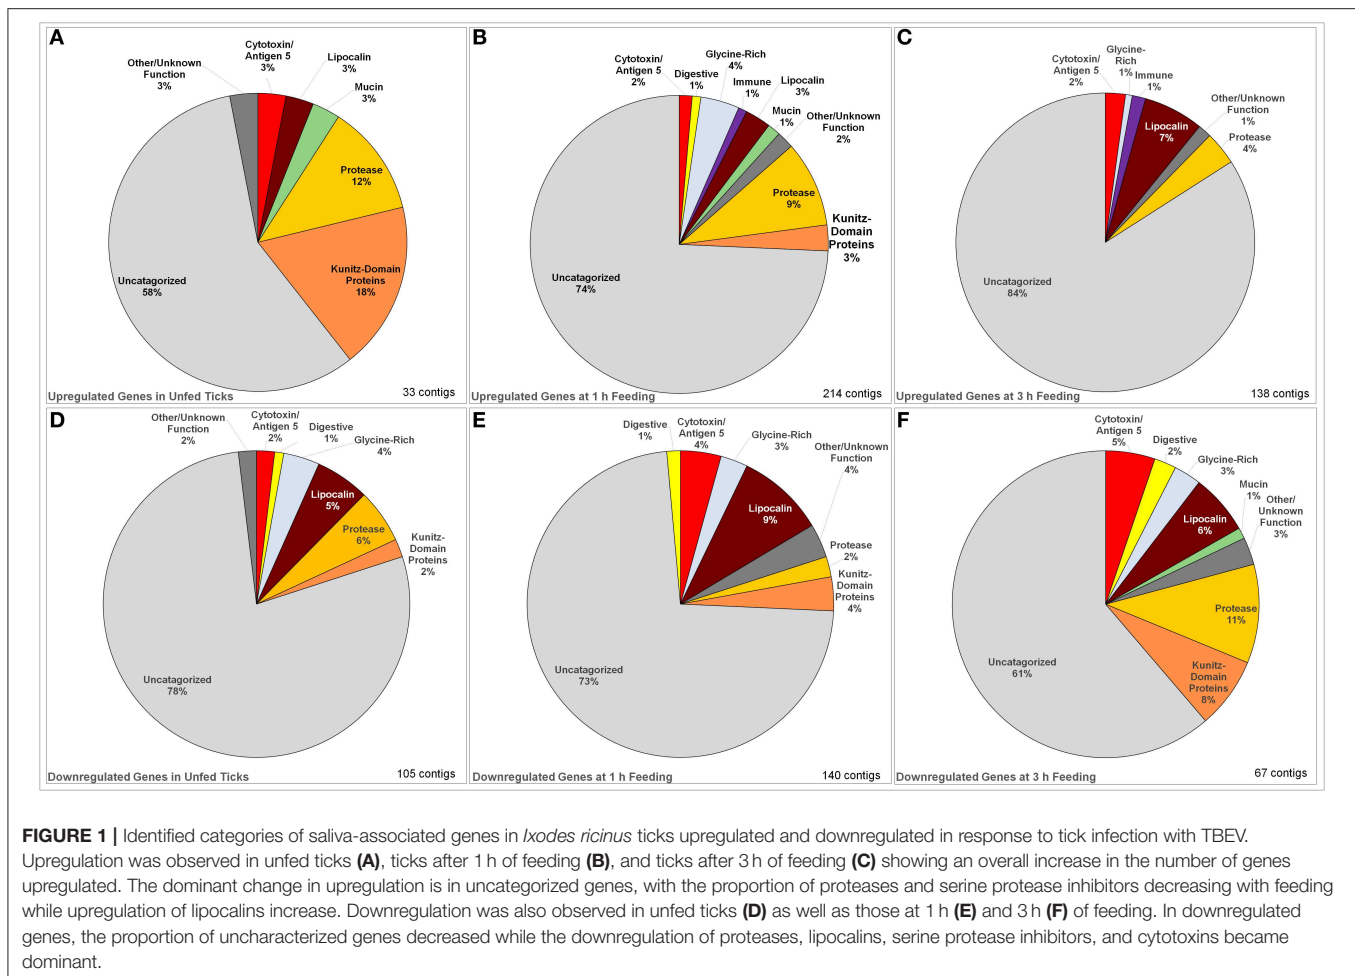 A
Other/Unknown
Function
3%
Cytotoxin/
Antigen 5
3%
Lipocalin
3%
Mucin
3%
Protease
12%
Kunitz-Domain
Proteins
18%
Uncatagorized
58%
Upregulated Genes in Unfed Ticks
33 contigs
B
Cytotoxin/
Antigen 5
2%
Digestive
1%
Glycine-Rich
4%
Immune
1%
Lipocalin
3%
Mucin
1%
Other/Unknown
Function
2%
Protease
9%
Kunitz-
Domain
Proteins
3%
Uncatagorized
74%
Upregulated Genes at 1 h Feeding
214 contigs
C
Cytotoxin/
Antigen 5
2%
Glycine-
Rich
1%
Immune
1%
Lipocalin
7%
Other/Unknown
Function
1%
Protease
4%
Uncatagorized
84%
Upregulated Genes at 3 h Feeding
138 contigs
D
Other/Unknown
Function
2%
Cytotoxin/
Antigen 5
2%
Digestive
1%
Glycine-Rich
4%
Lipocalin
5%
Protease
6%
Kunitz-
Domain
Proteins
2%
Uncatagorized
78%
Downregulated Genes in Unfed Ticks
105 contigs
E
Digestive
1%
Cytotoxin/
Antigen 5
4%
Glycine-Rich
3%
Lipocalin
9%
Other/Unknown
Function
4%
Protease
2%
Kunitz-
Domain
Proteins
4%
Uncatagorized
73%
Downregulated Genes at 1 h Feeding
140 contigs
F
Cytotoxin/
Antigen 5
5%
Digestive
2%
Glycine-Rich
3%
Lipocalin
6%
Mucin
1%
Other/
Unknown
Function
3%
Protease
11%
Kunitz-
Domain
Proteins
8%
Uncatagorized
61%
Downregulated Genes at 3 h Feeding
67 contigs
FIGURE 1 | Identified categories of saliva-associated genes in Ixodes ricinus ticks upregulated and downregulated in response to tick infection with TBEV.
Upregulation was observed in unfed ticks (A), ticks after 1 h of feeding (B), and ticks after 3 h of feeding (C) showing an overall increase in the number of genes
upregulated. The dominant change in upregulation is in uncategorized genes, with the proportion of proteases and serine protease inhibitors decreasing with feeding
while upregulation of lipocalins increase. Downregulation was also observed in unfed ticks (D) as well as those at 1 h (E) and 3 h (F) of feeding. In downregulated
genes, the proportion of uncharacterized genes decreased while the downregulation of proteases, lipocalins, serine protease inhibitors, and cytotoxins became
dominant.